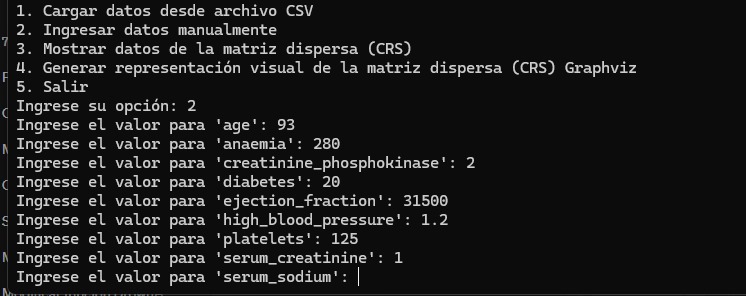 1. Cargar datos desde archivo CSV
2. Ingresar datos manualmente
3. Mostrar datos de la matriz dispersa (CRS)
4. Generar representación visual de la matriz dispersa (CRS) Graphviz
5. Salir
Ingrese su opción: 2
Ingrese el valor para 'age': 93
Ingrese el valor para 'anaemia': 280
Ingrese el valor para 'creatinine_phosphokinase': 2
Ingrese el valor para 'diabetes': 20
Ingrese el valor para 'ejection_fraction': 31500
Ingrese el valor para 'high_blood_pressure': 1.2
Ingrese el valor para 'platelets': 125
Ingrese el valor para 'serum_creatinine': 1
Ingrese el valor para 'serum_sodium':